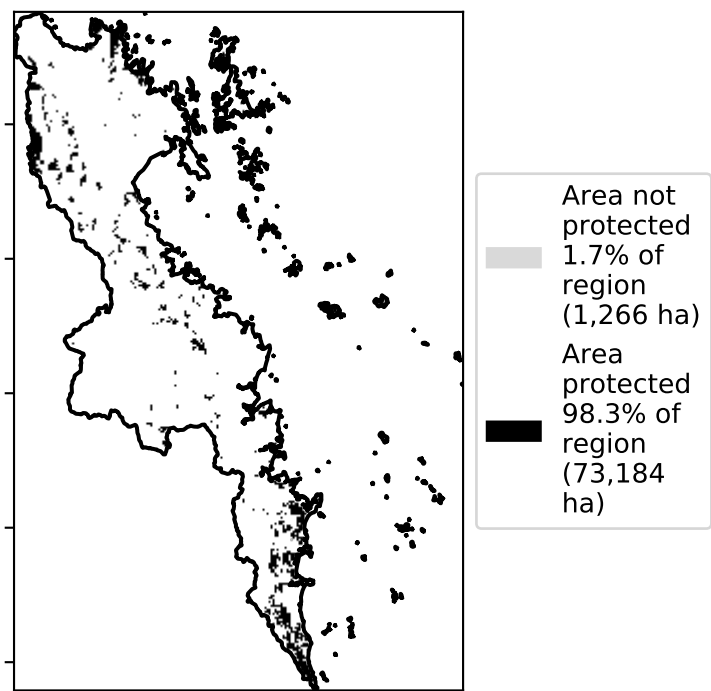 Area not
protected
1.7% of
region
(1,266 ha)
Area
protected
98.3% of
region
(73,184
ha)